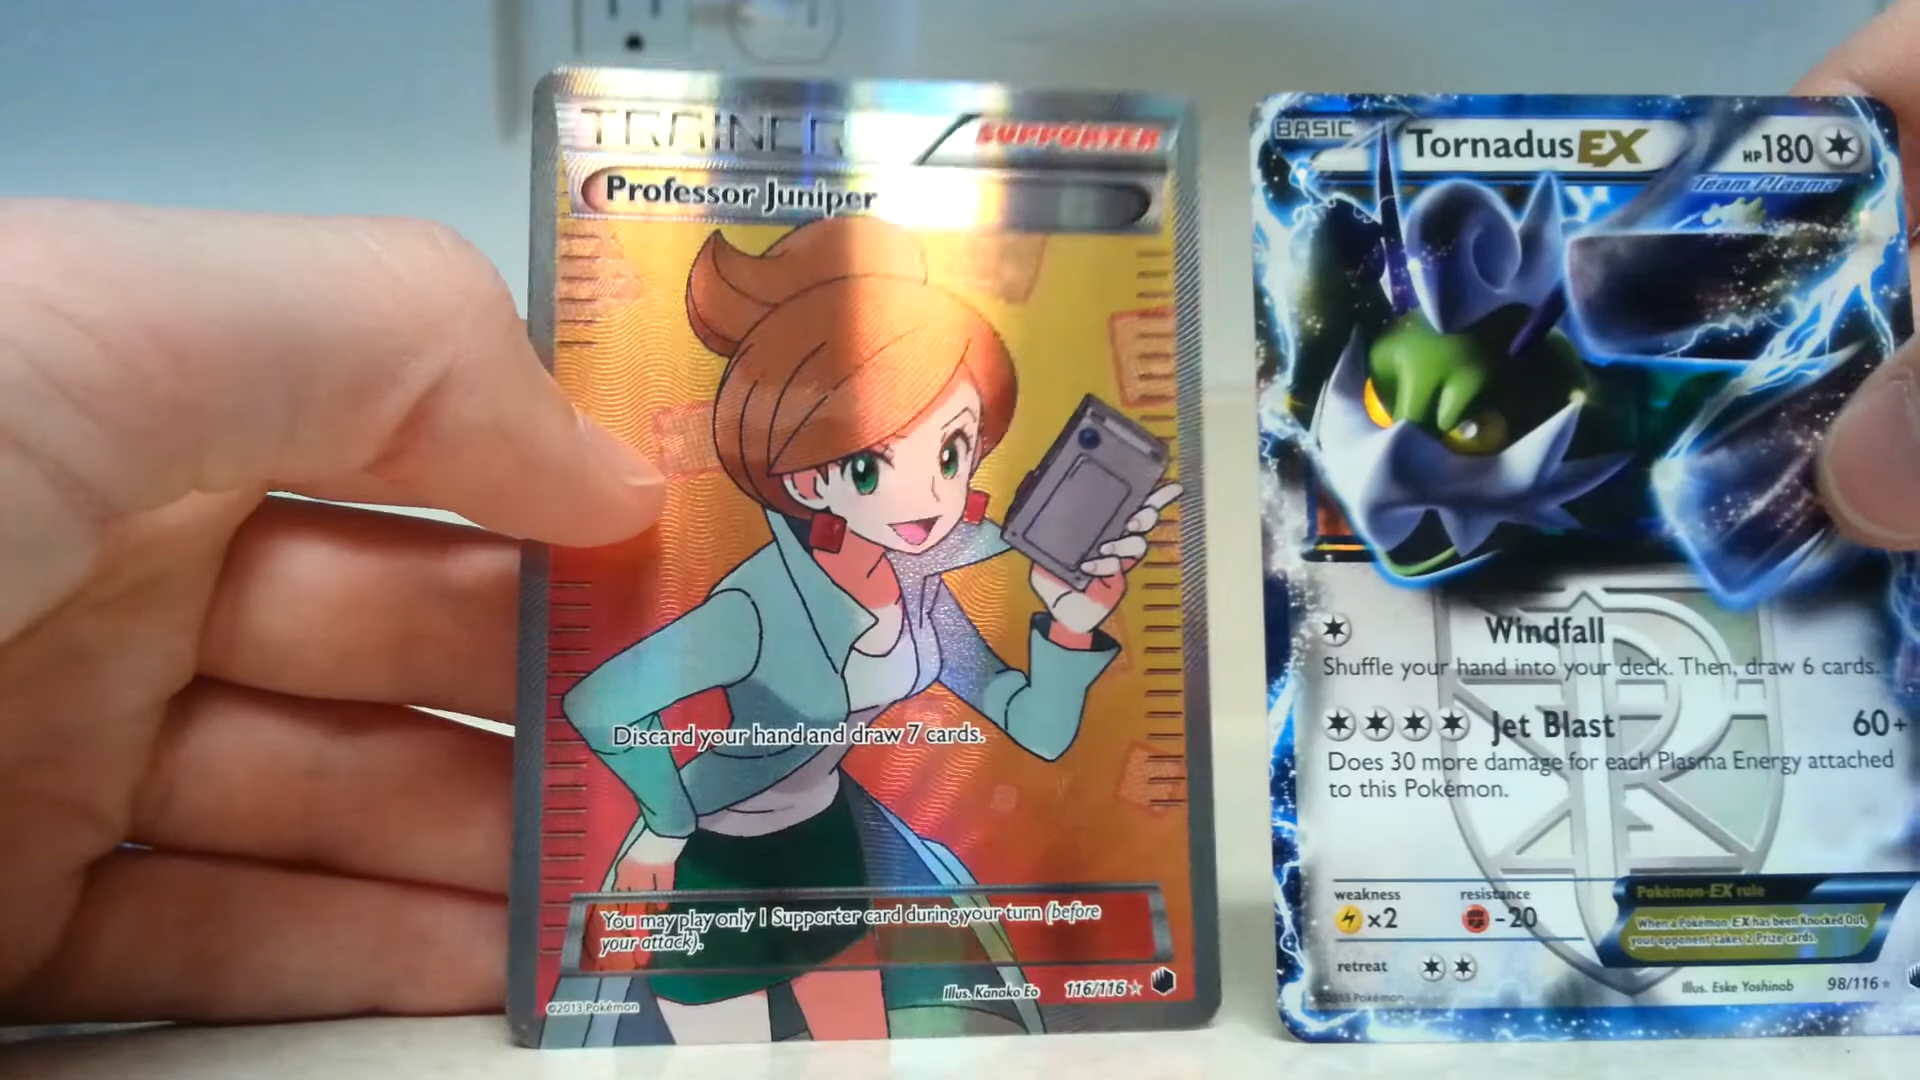 TRAINER
SUPPORTER
Professor Juniper
Discard your hand and draw 7 cards.
You may play only 1 Supporter card during your turn (before
your attack).
Illus. Kanako Eo 116/116
©2013 Pokémon
BASIC
Tornadus EX
HP180
Team Plasma
Windfall
Shuffle your hand into your deck. Then, draw 6 cards.
Jet Blast 60+
Does 30 more damage for each Plasma Energy attached
to this Pokémon.
weakness resistance
×2 -20
Pokémon-EX rule
When a Pokémon-EX has been Knocked Out,
your opponent takes 2 Prize cards.
retreat
Illus. Eske Yoshinob 98/116
©2013 Pokémon